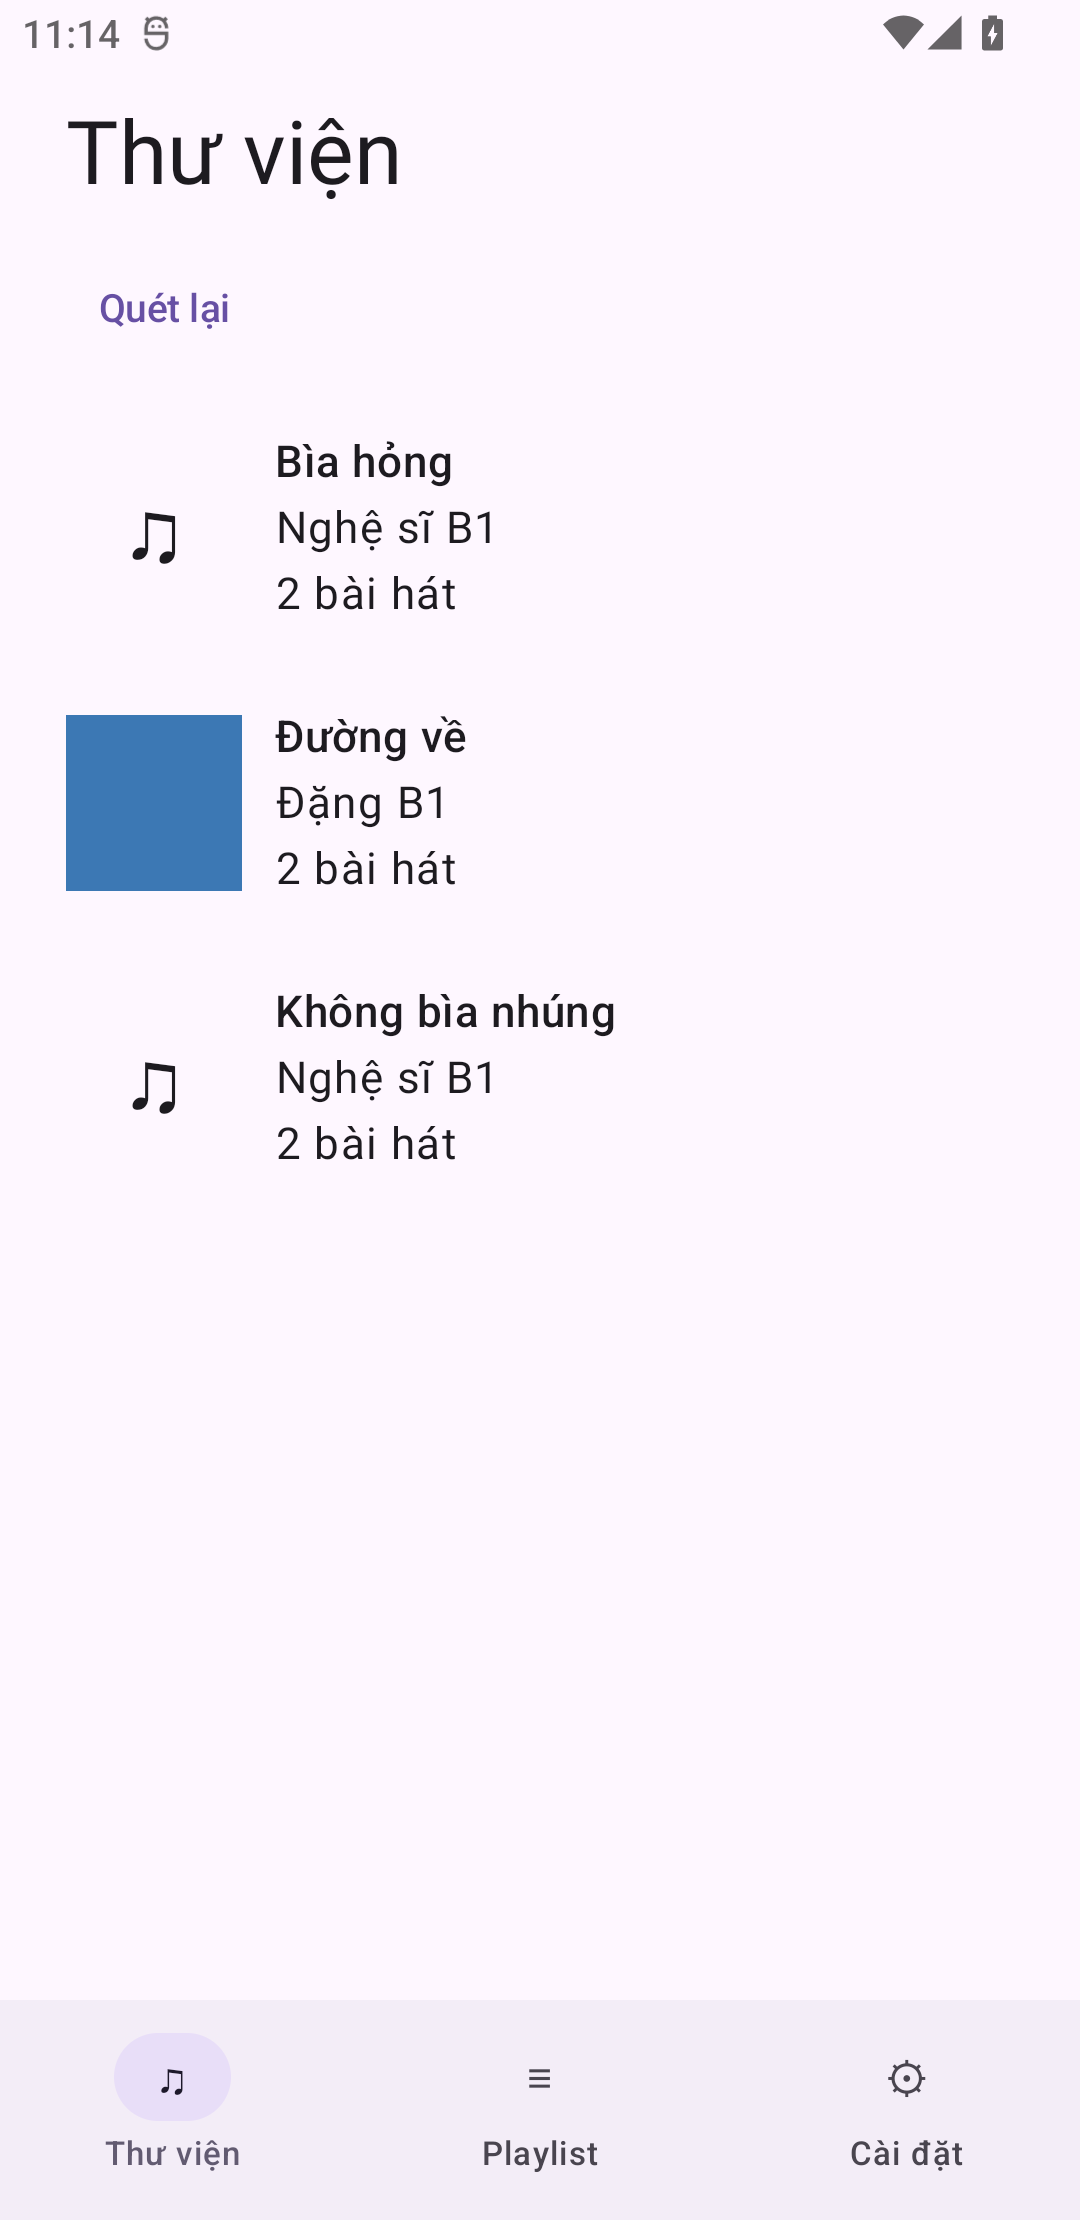 11:14
Thư viện
Quét lại
Bìa hỏng
Nghệ sĩ B1
2 bài hát
Đường về
Đặng B1
2 bài hát
Không bìa nhúng
Nghệ sĩ B1
2 bài hát
Thư viện
Playlist
Cài đặt